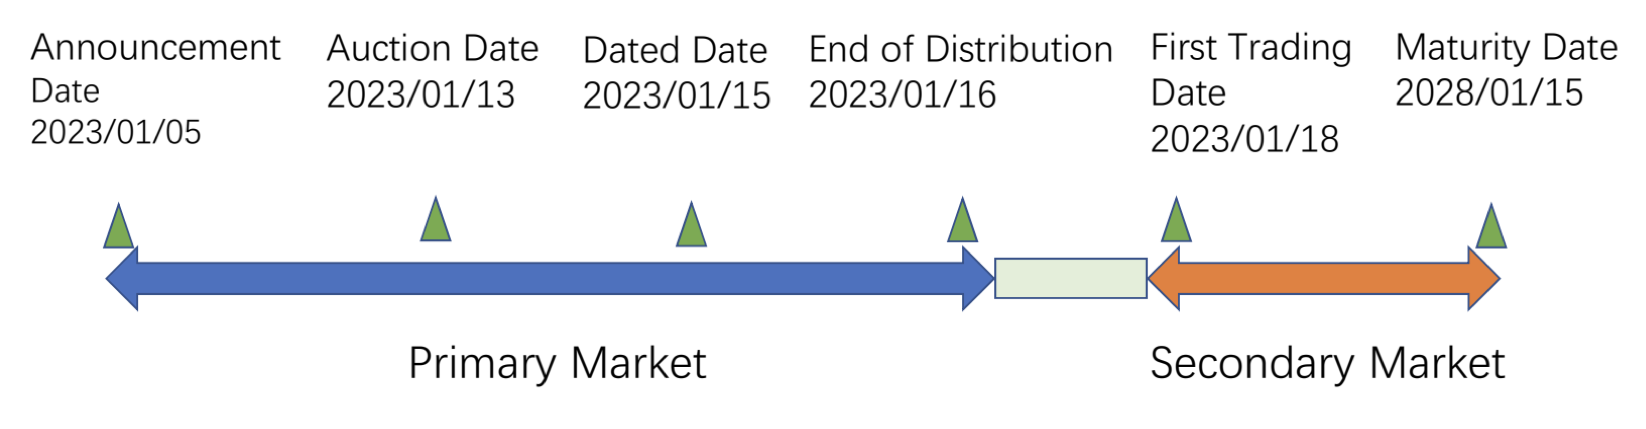 Announcement
Date
2023/01/05
Auction Date
2023/01/13
Dated Date
2023/01/15
End of Distribution
2023/01/16
First Trading
Date
2023/01/18
Maturity Date
2028/01/15
Primary Market
Secondary Market